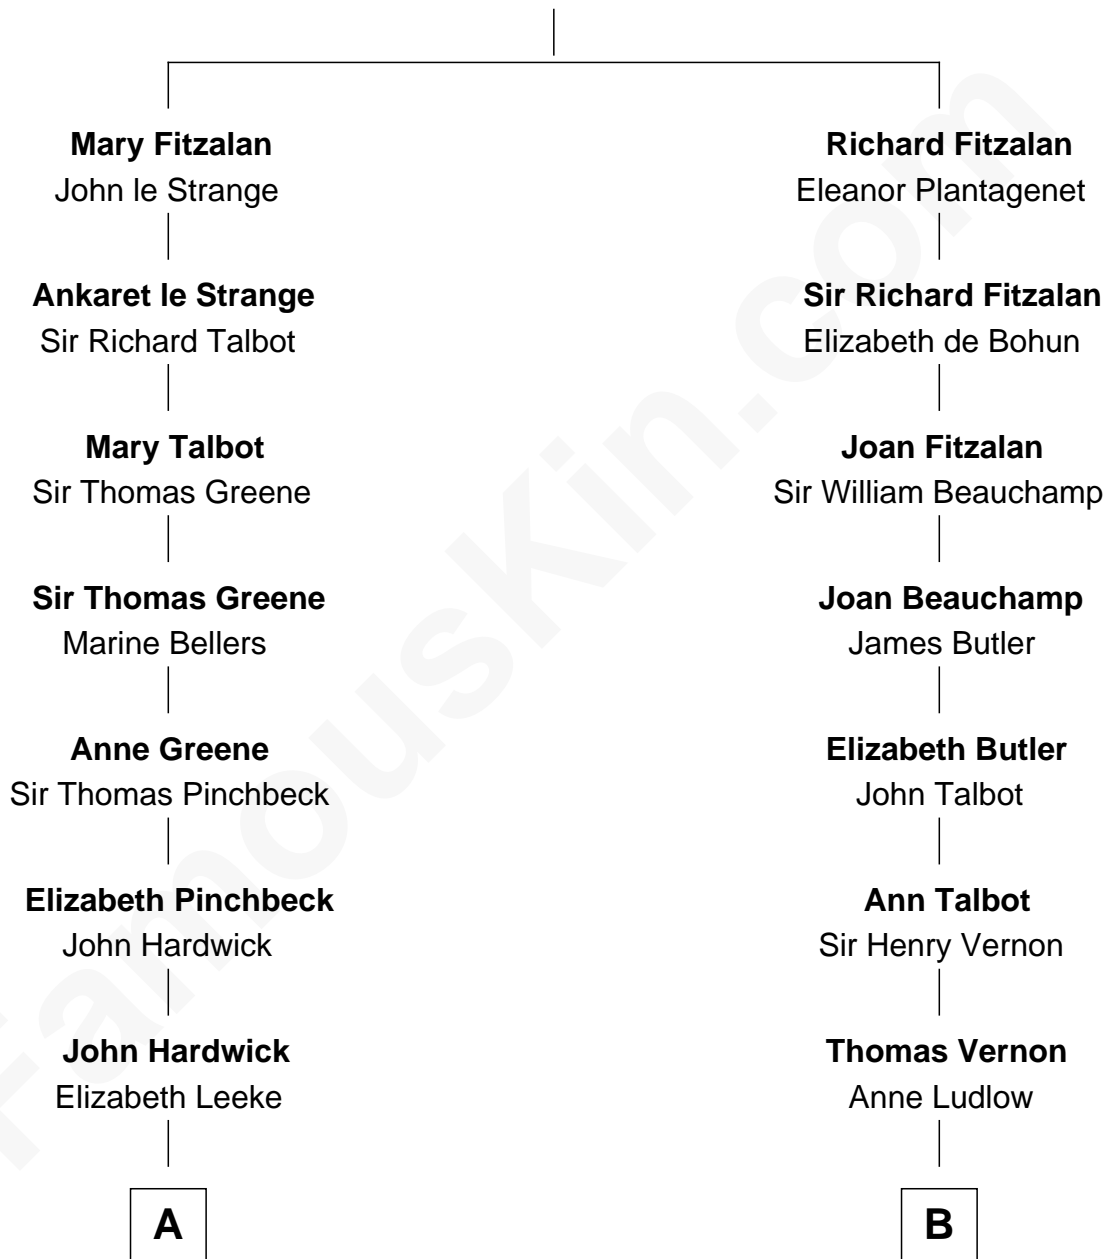 Mary Fitzalan
John le Strange
Ankaret le Strange
Sir Richard Talbot
Mary Talbot
Sir Thomas Greene
Sir Thomas Greene
Marine Bellers
Anne Greene
Sir Thomas Pinchbeck
Elizabeth Pinchbeck
John Hardwick
John Hardwick
Elizabeth Leeke
A
Richard Fitzalan
Eleanor Plantagenet
Sir Richard Fitzalan
Elizabeth de Bohun
Joan Fitzalan
Sir William Beauchamp
Joan Beauchamp
James Butler
Elizabeth Butler
John Talbot
Ann Talbot
Sir Henry Vernon
Thomas Vernon
Anne Ludlow
B
FamousKin.com